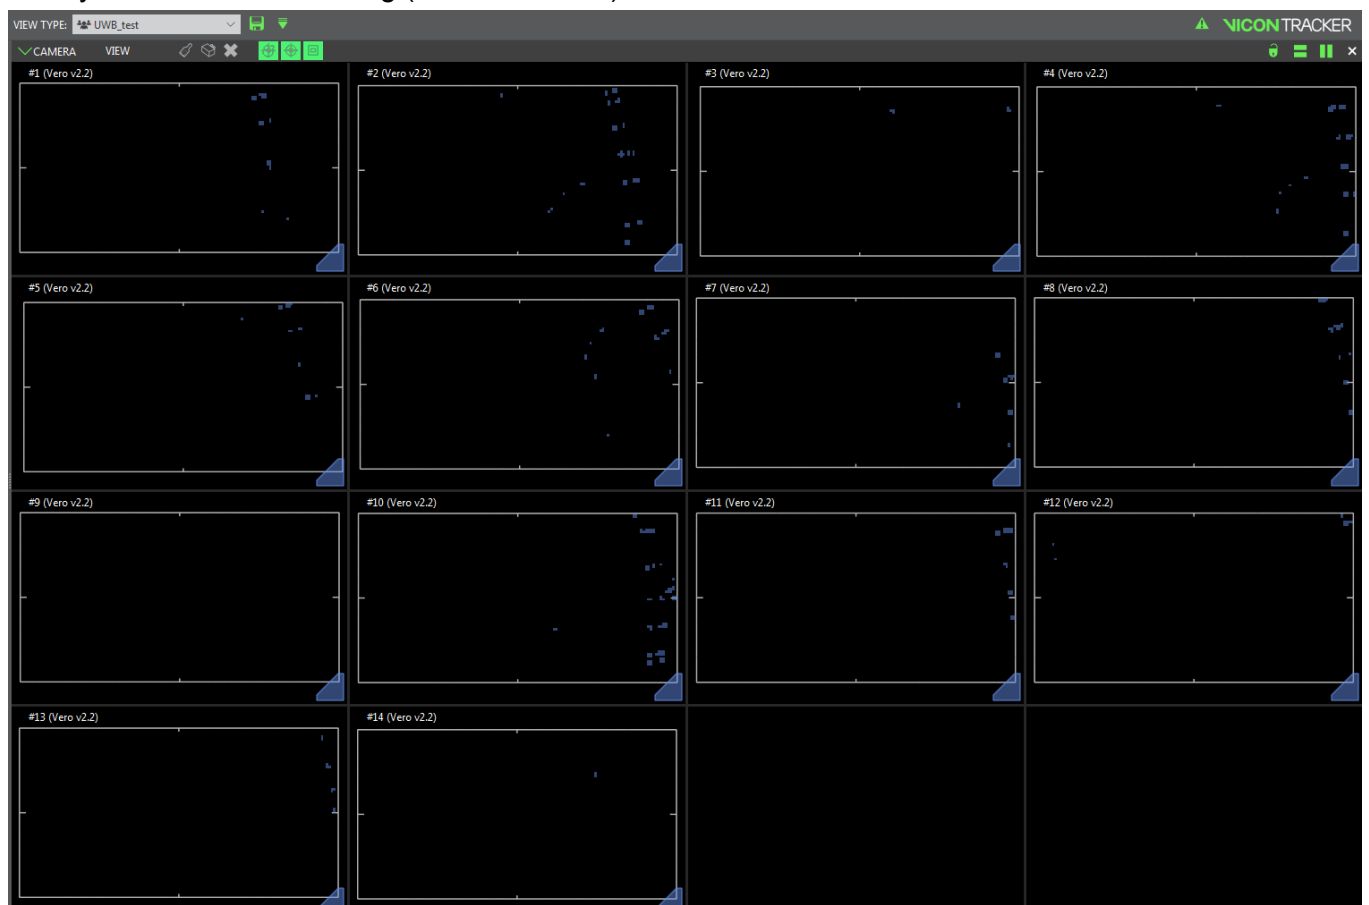 VIEW TYPE: UWB_test VICON TRACKER
CAMERA VIEW
#1 (Vero v2.2) #2 (Vero v2.2) #3 (Vero v2.2) #4 (Vero v2.2)
#5 (Vero v2.2) #6 (Vero v2.2) #7 (Vero v2.2) #8 (Vero v2.2)
#9 (Vero v2.2) #10 (Vero v2.2) #11 (Vero v2.2) #12 (Vero v2.2)
#13 (Vero v2.2) #14 (Vero v2.2)